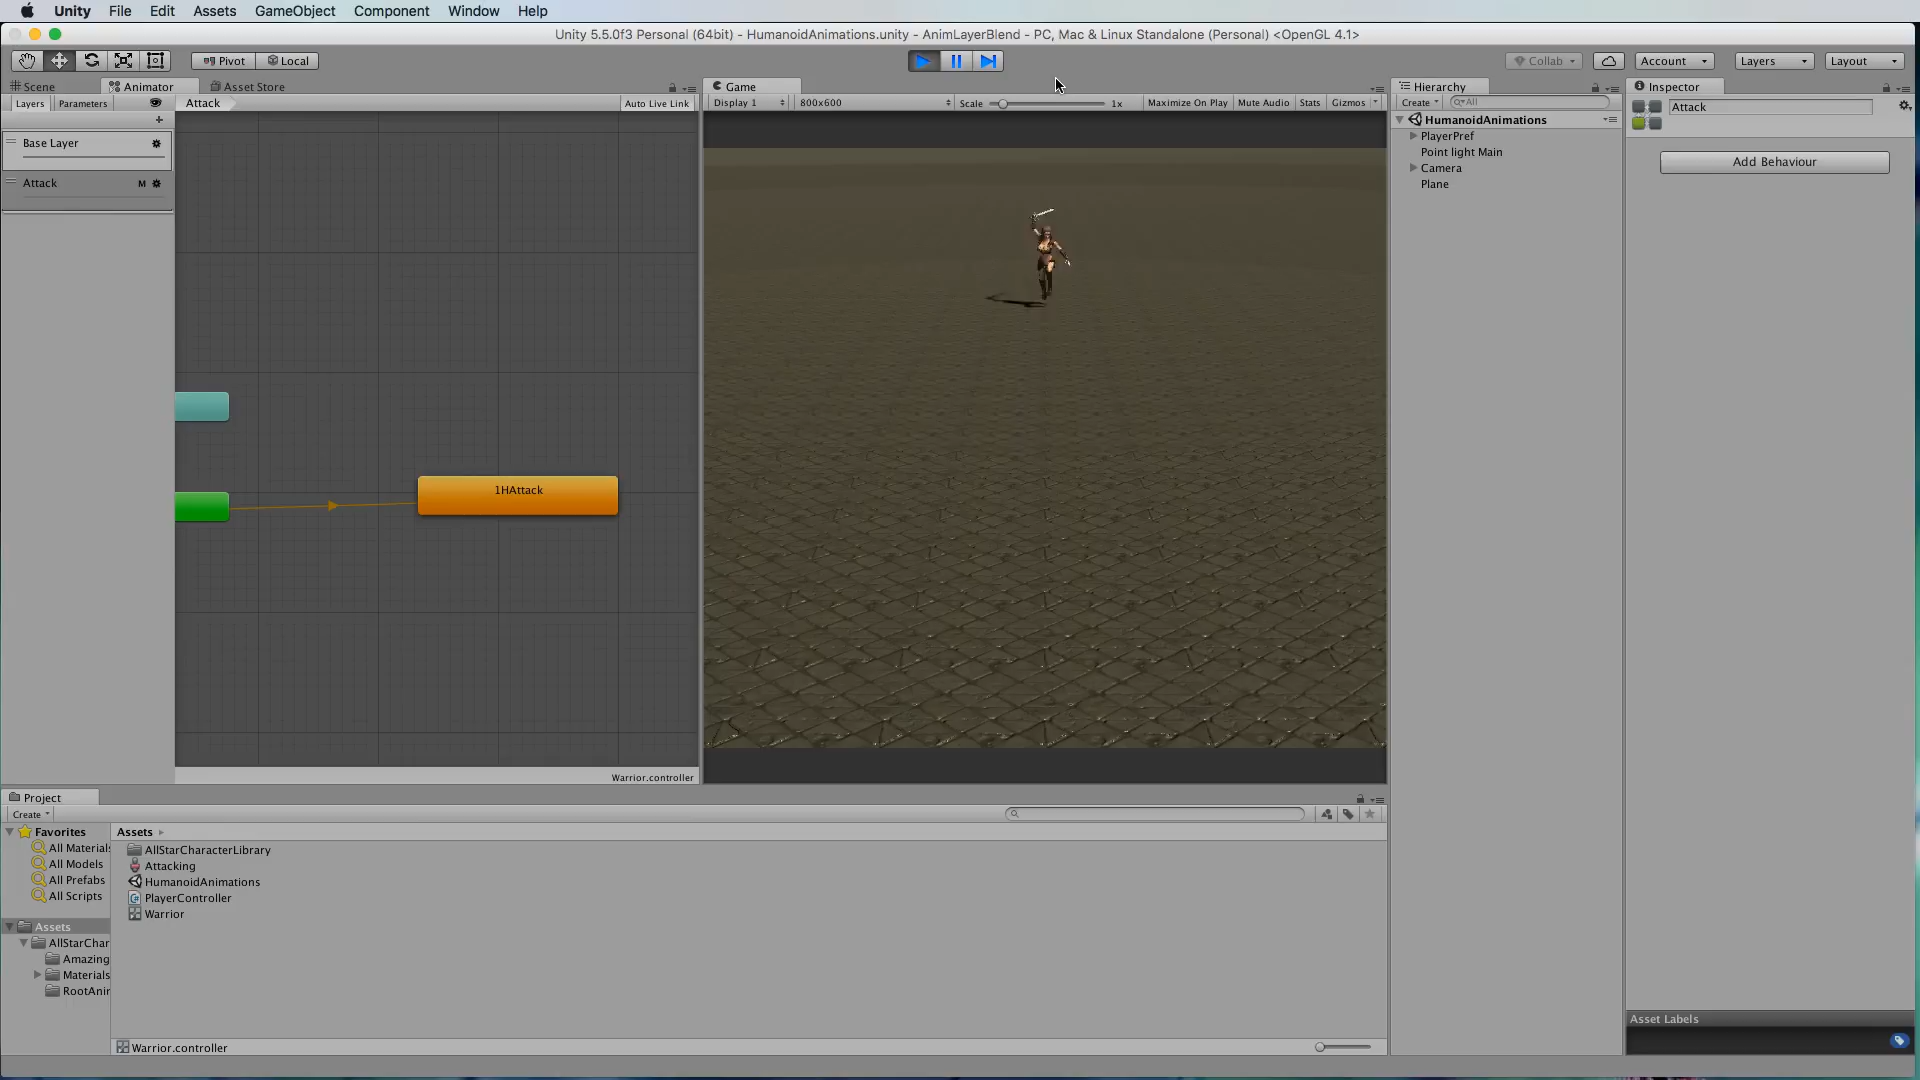 Unity File Edit Assets GameObject Component Window Help
Unity 5.5.0f3 Personal (64bit) - HumanoidAnimations.unity - AnimLayerBlend - PC, Mac & Linux Standalone (Personal) <OpenGL 4.1>
Pivot Local Collab Account Layers Layout
Scene Animator Asset Store Game Hierarchy Inspector
Layers Parameters Attack Auto Live Link Display 1 800x600 Scale 1x Maximize On Play Mute Audio Stats Gizmos Create All Attack
HumanoidAnimations
PlayerPref
Point light Main
Camera
Plane
Add Behaviour
Base Layer
Attack M
1HAttack
Warrior.controller
Project
Create
Favorites
All Materials
All Models
All Prefabs
All Scripts
Assets
AllStarChar
Amazing
Materials
RootAnir
Assets
AllStarCharacterLibrary
Attacking
HumanoidAnimations
PlayerController
Warrior
Warrior.controller
Asset Labels